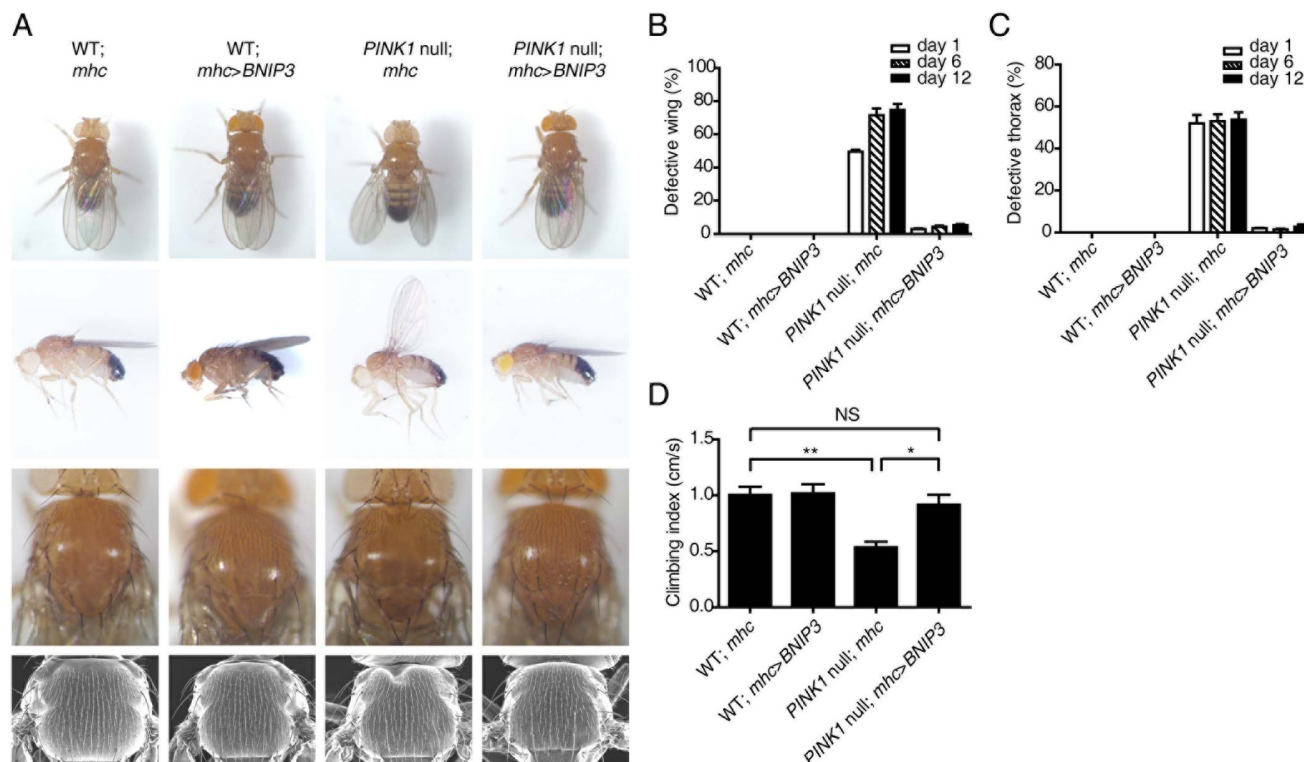 A
WT;
mhc
WT;
mhc>BNIP3
PINK1 null;
mhc
PINK1 null;
mhc>BNIP3
B
Defective wing (%)
100
80
60
40
20
0
day 1
day 6
day 12
WT; mhc
WT; mhc>BNIP3
PINK1 null; mhc
PINK1 null; mhc>BNIP3
C
Defective thorax (%)
80
60
40
20
0
day 1
day 6
day 12
WT; mhc
WT; mhc>BNIP3
PINK1 null; mhc
PINK1 null; mhc>BNIP3
D
Climbing index (cm/s)
1.5
1.0
0.5
0.0
NS
**
*
WT; mhc
WT; mhc>BNIP3
PINK1 null; mhc
PINK1 null; mhc>BNIP3